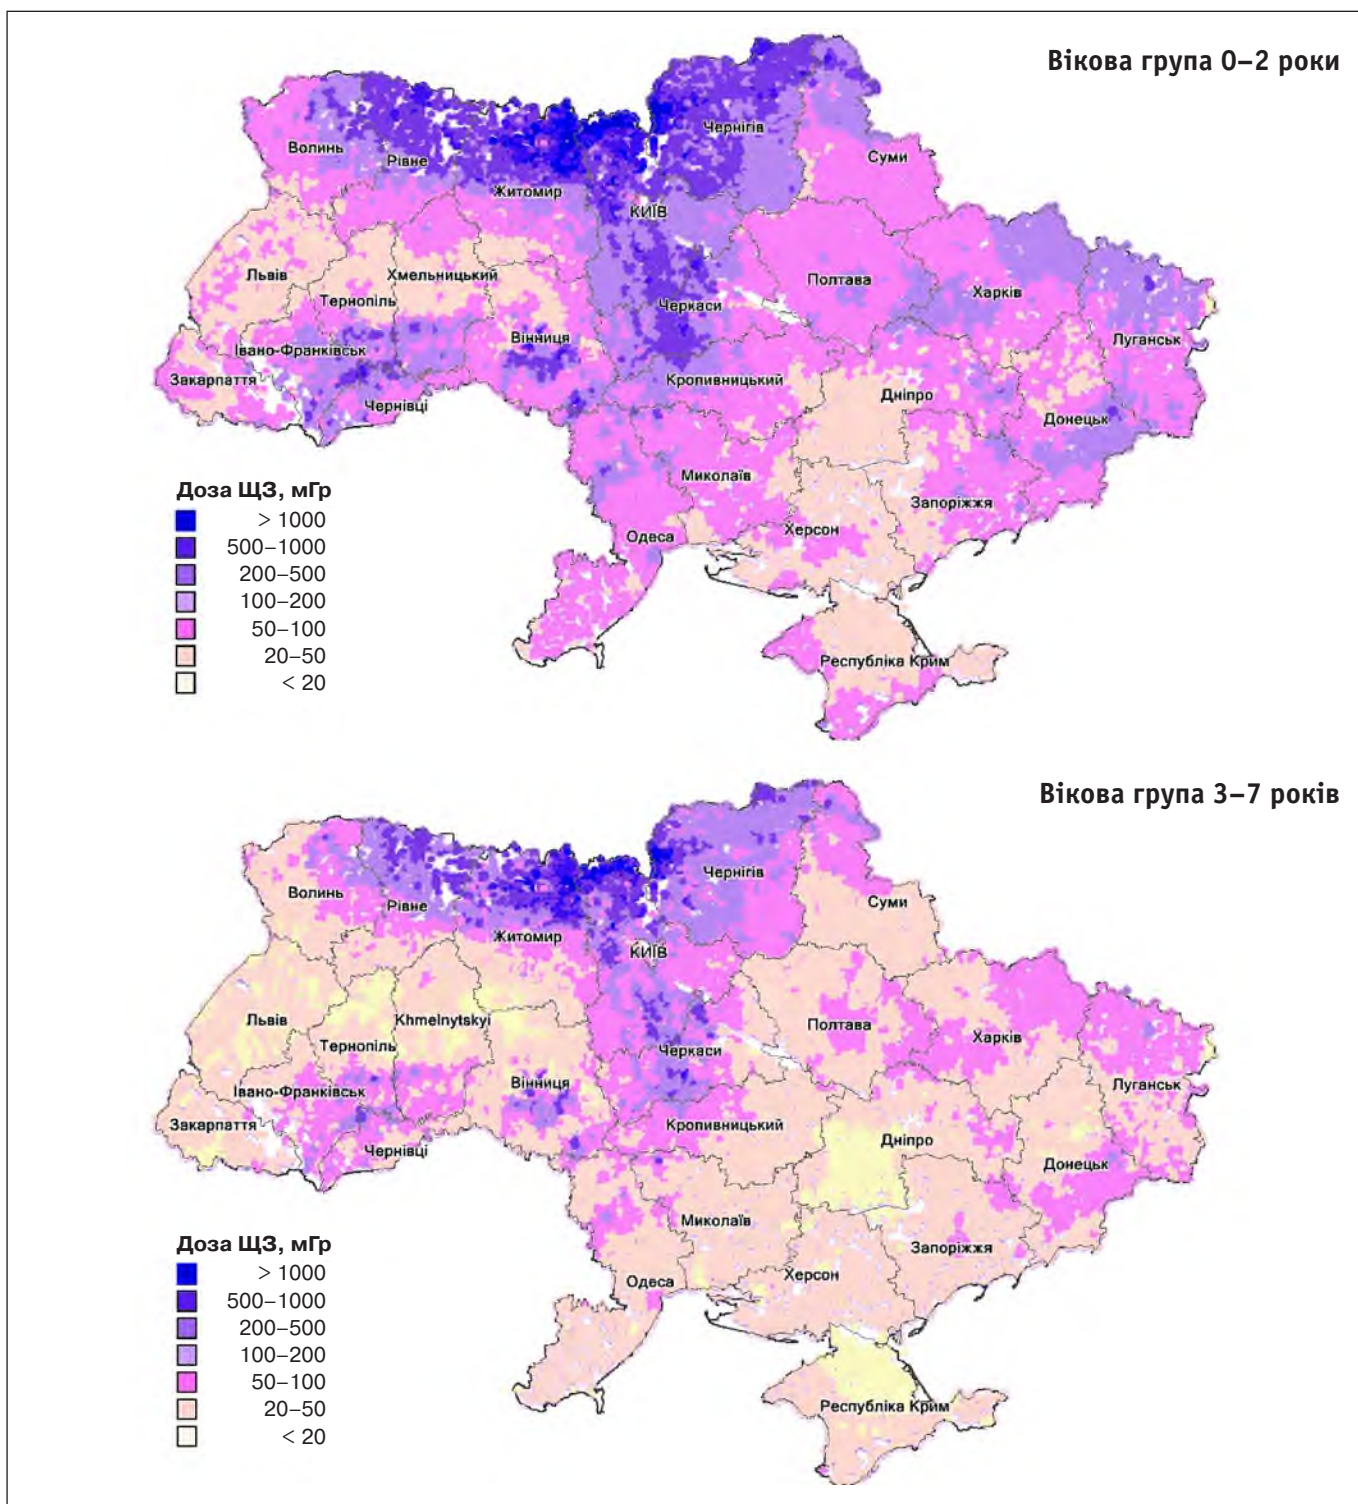 Вікова група 0–2 роки
Чернігів
Волинь
Рівне
Суми
Житомир
КИЇВ
Львів
Хмельницький
Тернопіль
Полтава
Харків
Черкаси
Вінниця
Луганськ
Івано-Франківськ
Закарпаття
Кропивницький
Чернівці
Дніпро
Донецьк
Миколаїв
Запоріжжя
Доза ЩЗ, мГр
> 1000
500–1000
200–500
100–200
50–100
20–50
< 20
Херсон
Одеса
Республіка Крим
Вікова група 3–7 років
Чернігів
Волинь
Рівне
Суми
Житомир
КИЇВ
Львів
Khmelnytskyi
Тернопіль
Полтава
Харків
Черкаси
Вінниця
Луганськ
Івано-Франківськ
Закарпаття
Кропивницький
Чернівці
Дніпро
Донецьк
Миколаїв
Запоріжжя
Доза ЩЗ, мГр
> 1000
500–1000
200–500
100–200
50–100
20–50
< 20
Херсон
Одеса
Республіка Крим